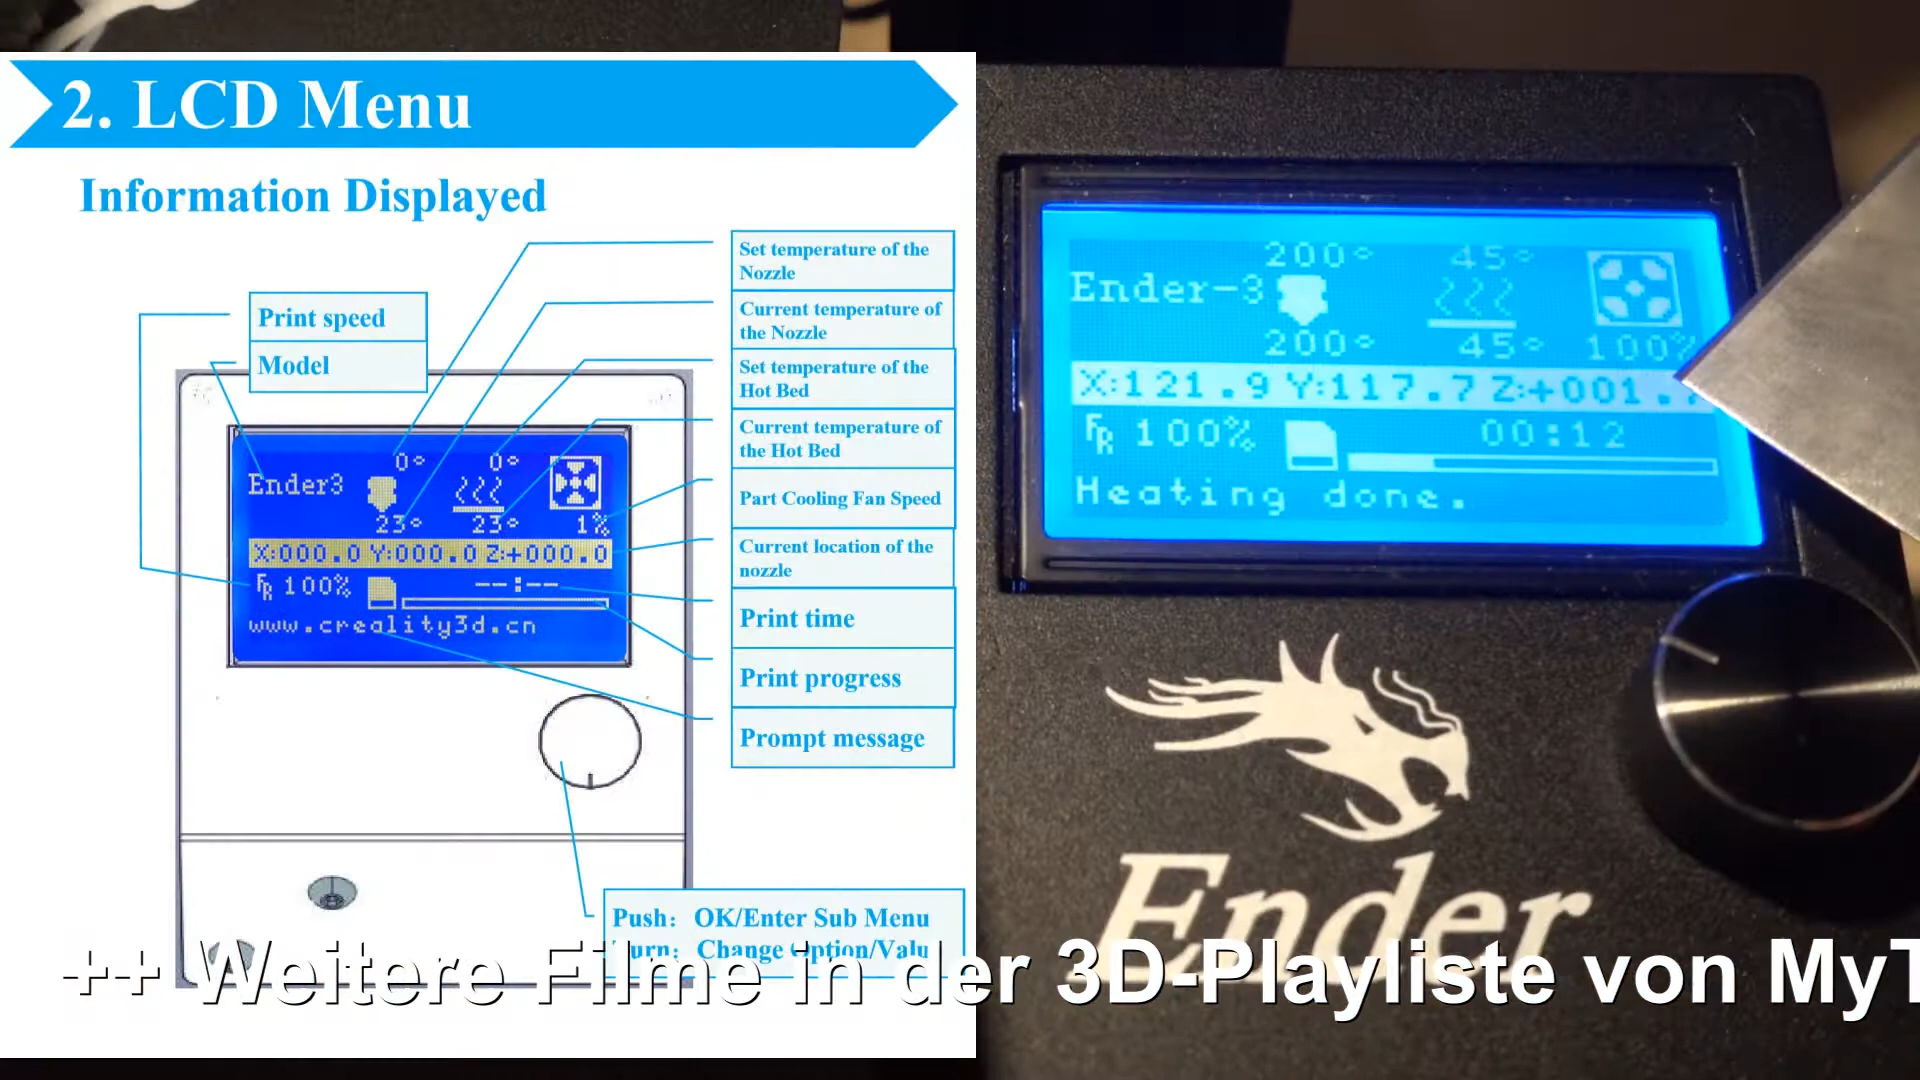 2. LCD Menu
Information Displayed
Set temperature of the
Nozzle
Current temperature of
the Nozzle
Print speed
Model
Set temperature of the
Hot Bed
Current temperature of
the Hot Bed
Part Cooling Fan Speed
Current location of the
nozzle
Print time
Print progress
Prompt message
0° 0°
Ender3
23° 23° 1%
X:000.0 Y:000.0 Z:+000.0
FR 100% --:--
www.creality3d.cn
Push: OK/Enter Sub Menu
Turn: Change Option/Valu
200° 45°
Ender-3
200° 45° 100%
X:121.9 Y:117.7 Z:+001.
FR 100% 00:12
Heating done.
Ender
++ Weitere Filme in der 3D-Playliste von MyT